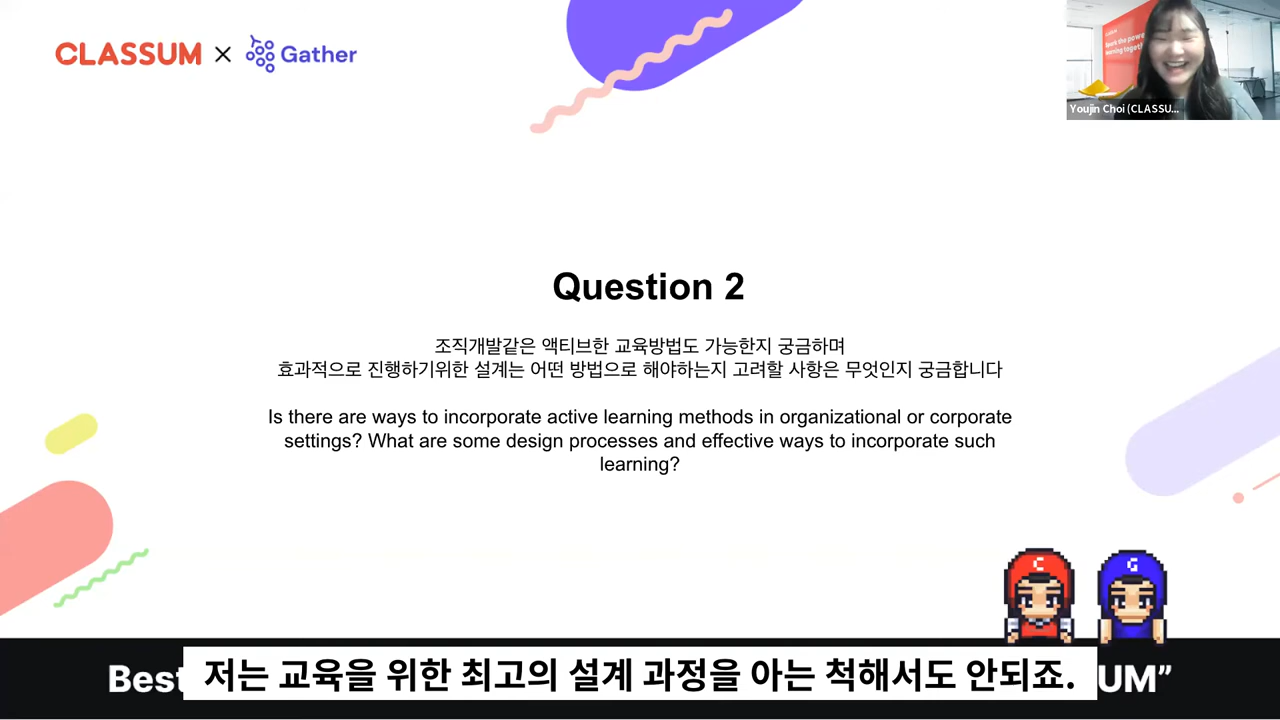 CLASSUM × Gather
Spark the power
learning together
Youjin Choi (CLASSU...
Question 2
조직개발같은 액티브한 교육방법도 가능한지 궁금하며
효과적으로 진행하기위한 설계는 어떤 방법으로 해야하는지 고려할 사항은 무엇인지 궁금합니다
Is there are ways to incorporate active learning methods in organizational or corporate
settings? What are some design processes and effective ways to incorporate such
learning?
C G
Best
저는 교육을 위한 최고의 설계 과정을 아는 척해서도 안되죠.
UM”